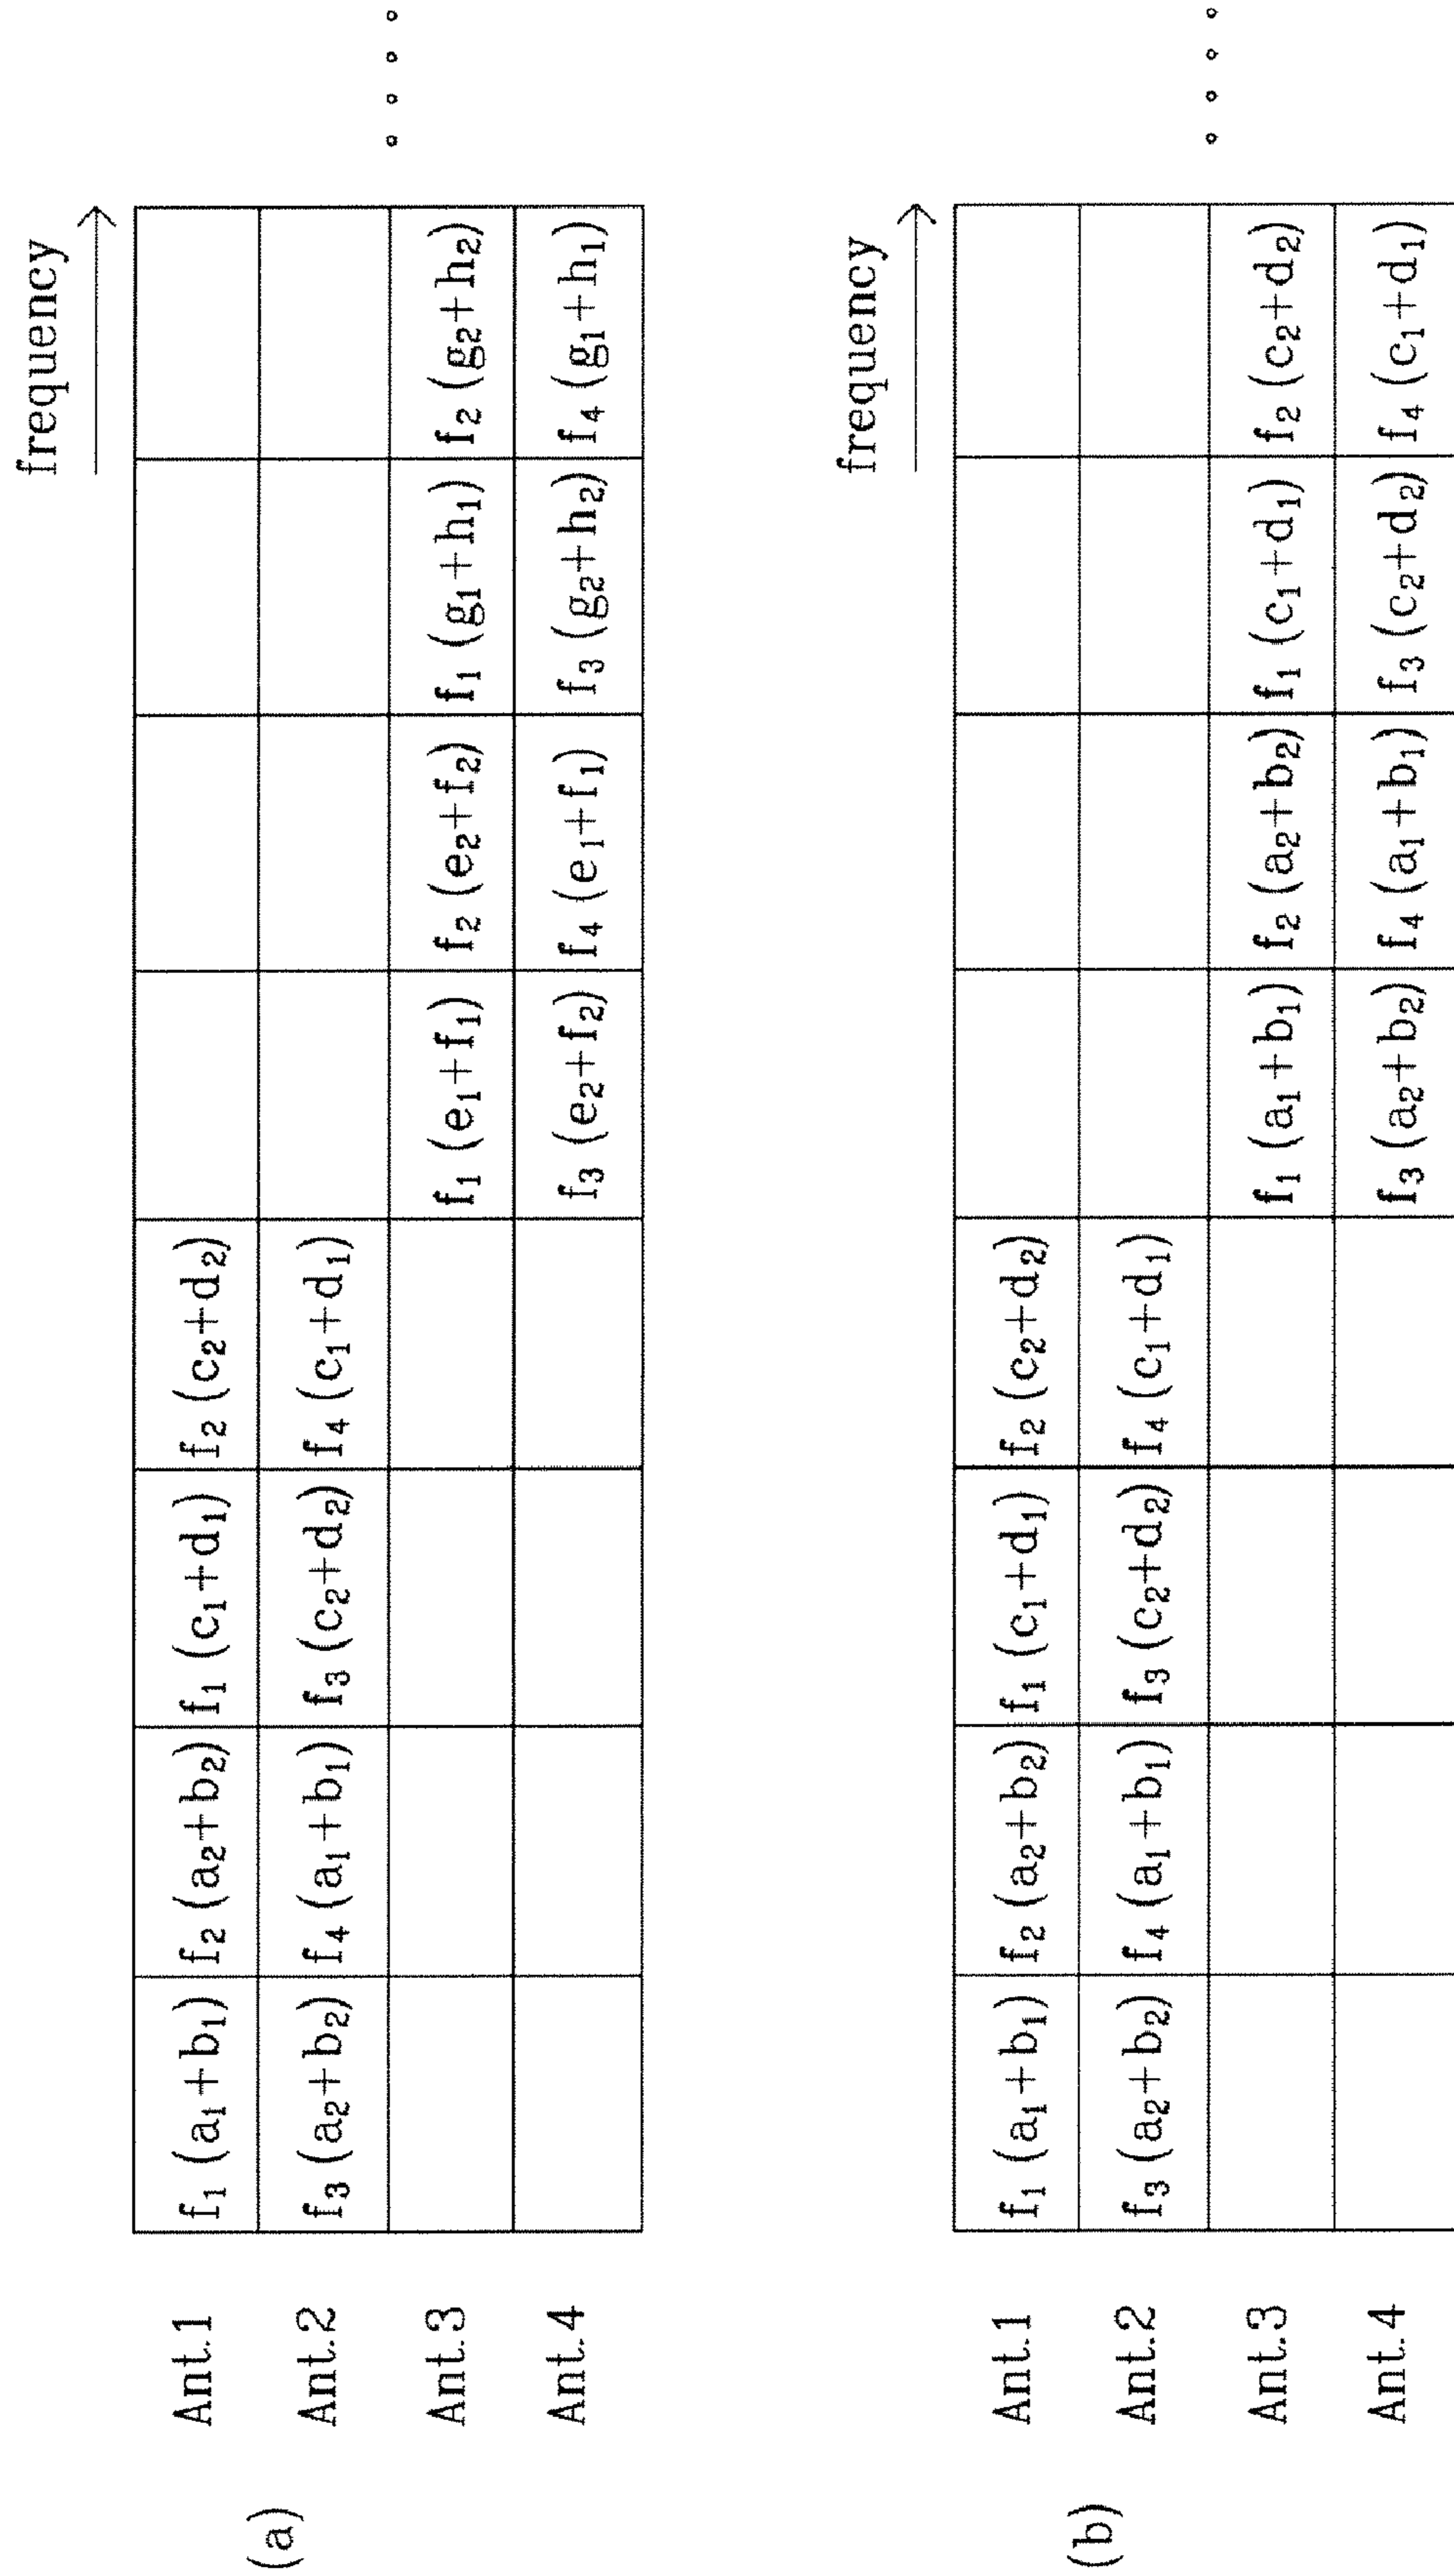 frequency
(a)
Ant.1 f₁ (a₁+b₁) f₂ (a₂+b₂) f₁ (c₁+d₁) f₂ (c₂+d₂)
Ant.2 f₃ (a₂+b₂) f₄ (a₁+b₁) f₃ (c₂+d₂) f₄ (c₁+d₁)
Ant.3 f₁ (e₁+f₁) f₂ (e₂+f₂) f₁ (g₁+h₁) f₂ (g₂+h₂)
Ant.4 f₃ (e₂+f₂) f₄ (e₁+f₁) f₃ (g₂+h₂) f₄ (g₁+h₁)
frequency
(b)
Ant.1 f₁ (a₁+b₁) f₂ (a₂+b₂) f₁ (c₁+d₁) f₂ (c₂+d₂)
Ant.2 f₃ (a₂+b₂) f₄ (a₁+b₁) f₃ (c₂+d₂) f₄ (c₁+d₁)
Ant.3 f₁ (a₁+b₁) f₂ (a₂+b₂) f₁ (c₁+d₁) f₂ (c₂+d₂)
Ant.4 f₃ (a₂+b₂) f₄ (a₁+b₁) f₃ (c₂+d₂) f₄ (c₁+d₁)